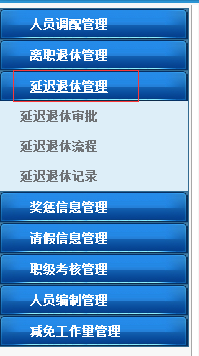 人员调配管理
离职退休管理
延迟退休管理
延迟退休审批
延迟退休流程
延迟退休记录
奖惩信息管理
请假信息管理
职级考核管理
人员编制管理
减免工作量管理